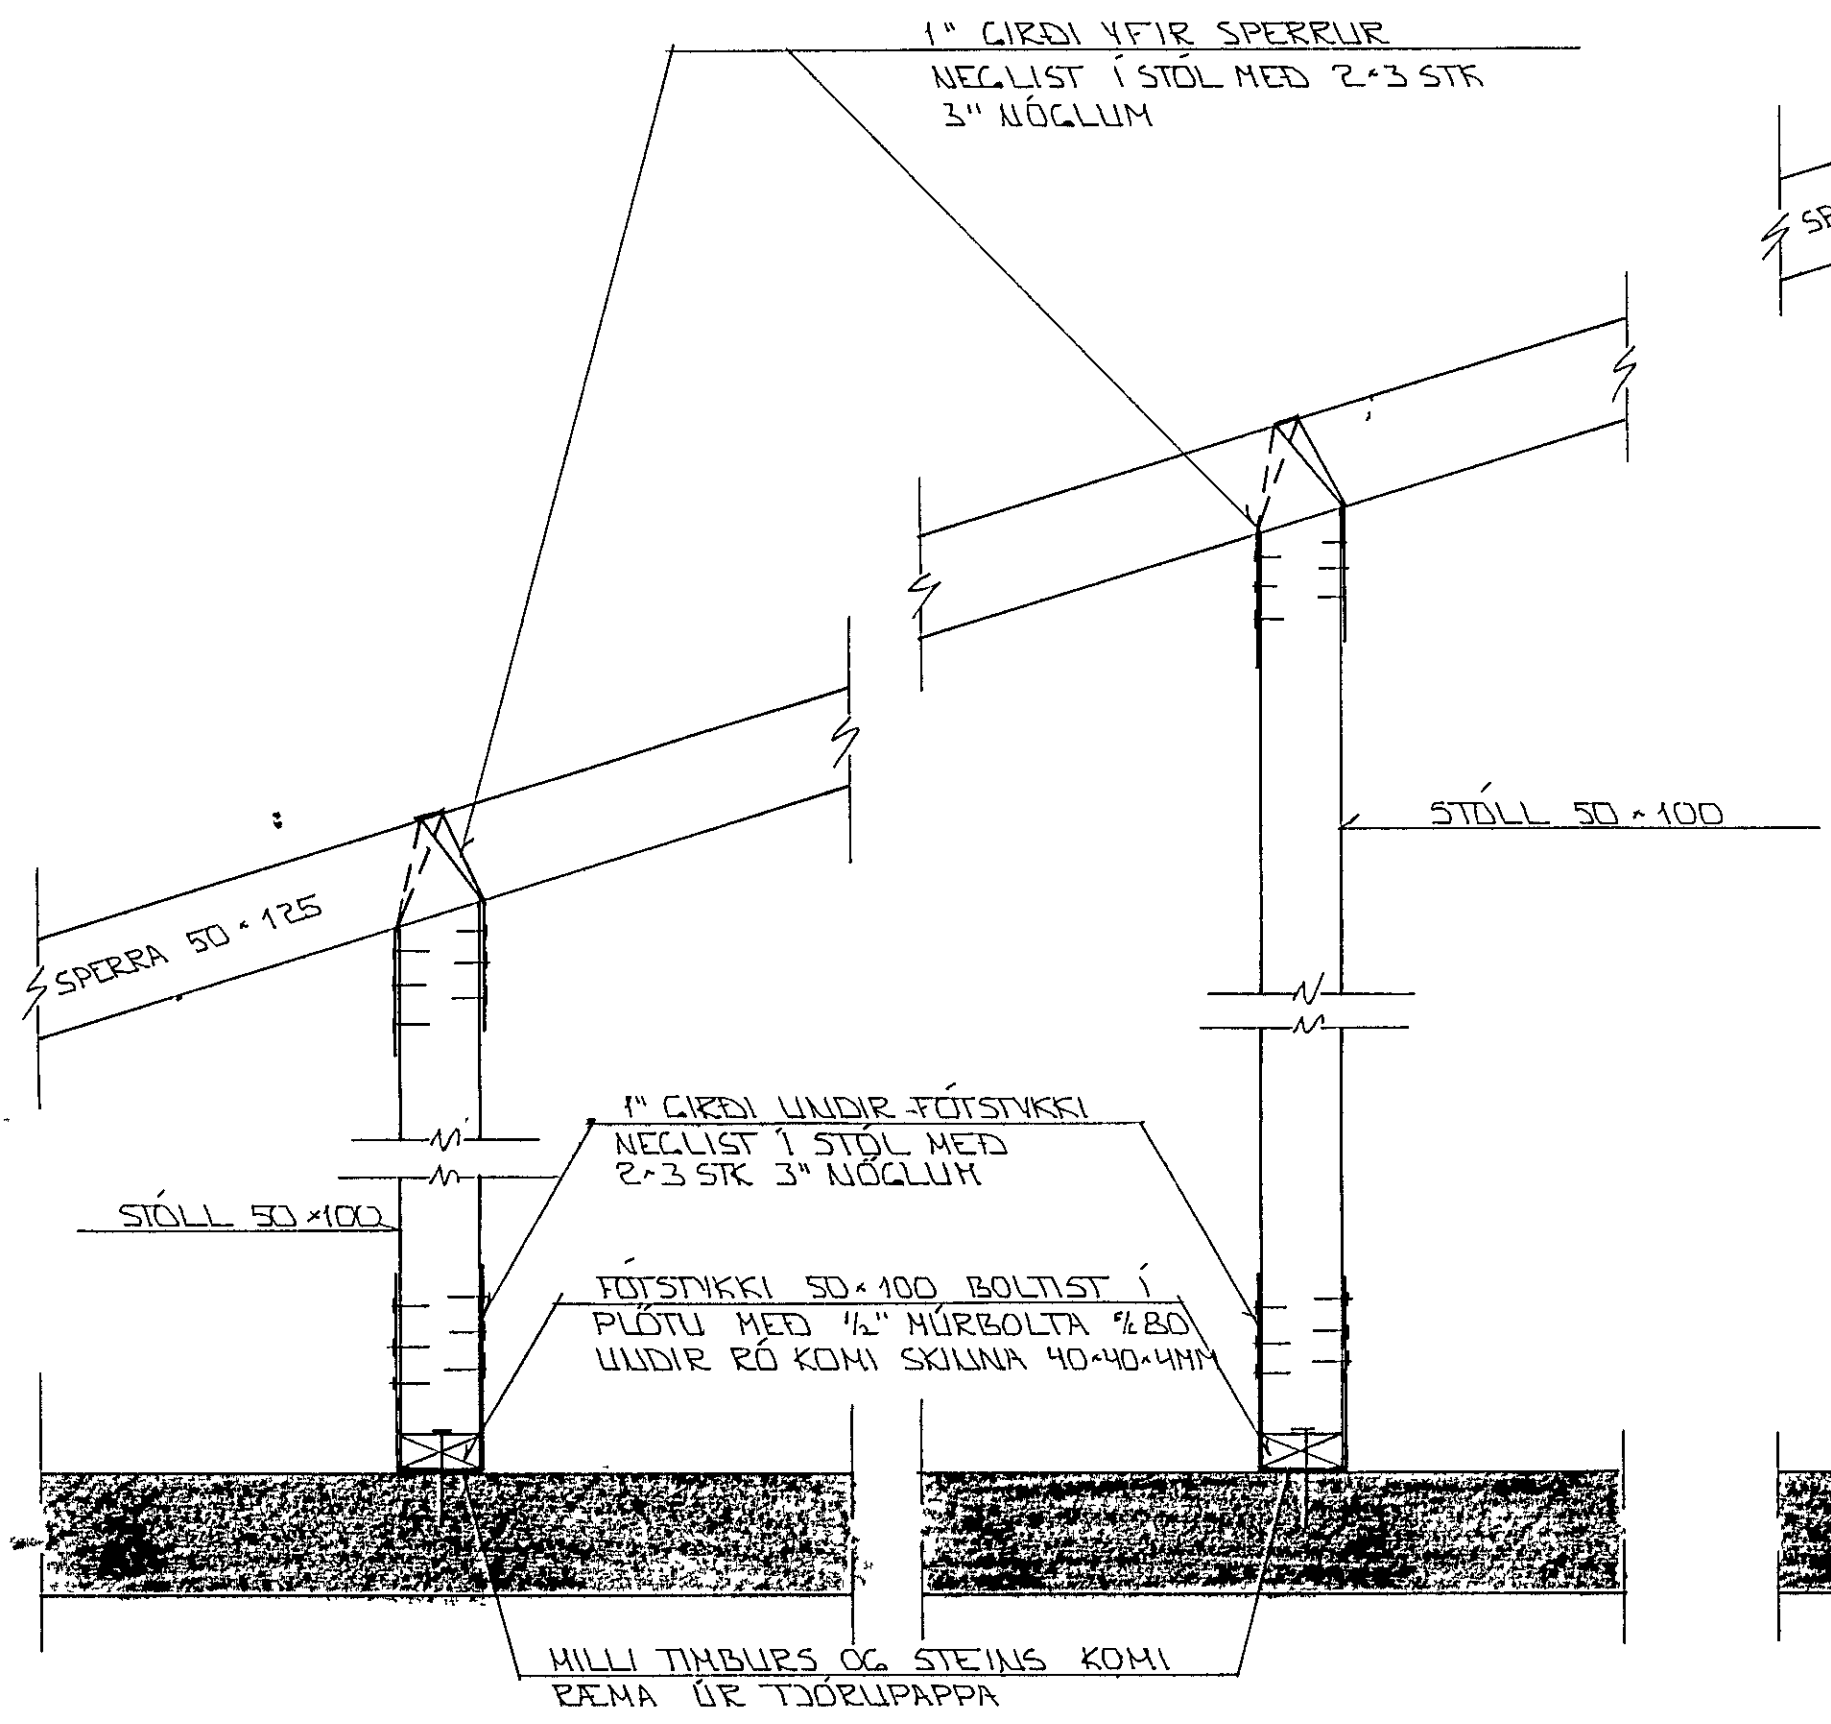 1" GIRÐI YFIR SPERRUR
NEGLIST Í STÓL MEÐ 2×3 STK
3" NÖGLUM
SP
STÓLL 50×100
SPERRA 50×125
1" GIRÐI UNDIR FÓTSTYKKI
NEGLIST Í STÓL MEÐ
2×3 STK 3" NÖGLUM
STÓLL 50×100
FÓTSTYKKI 50×100 BOLTIST Í
PLÖTU MEÐ 1/2" MÚRBOLTA c/c 80
UNDIR RÓ KOMI SKINNA 40×40×4MM
MILLI TIMBURS OG STEINS KOMI
RÆMA ÚR TJÖRUPAPPA